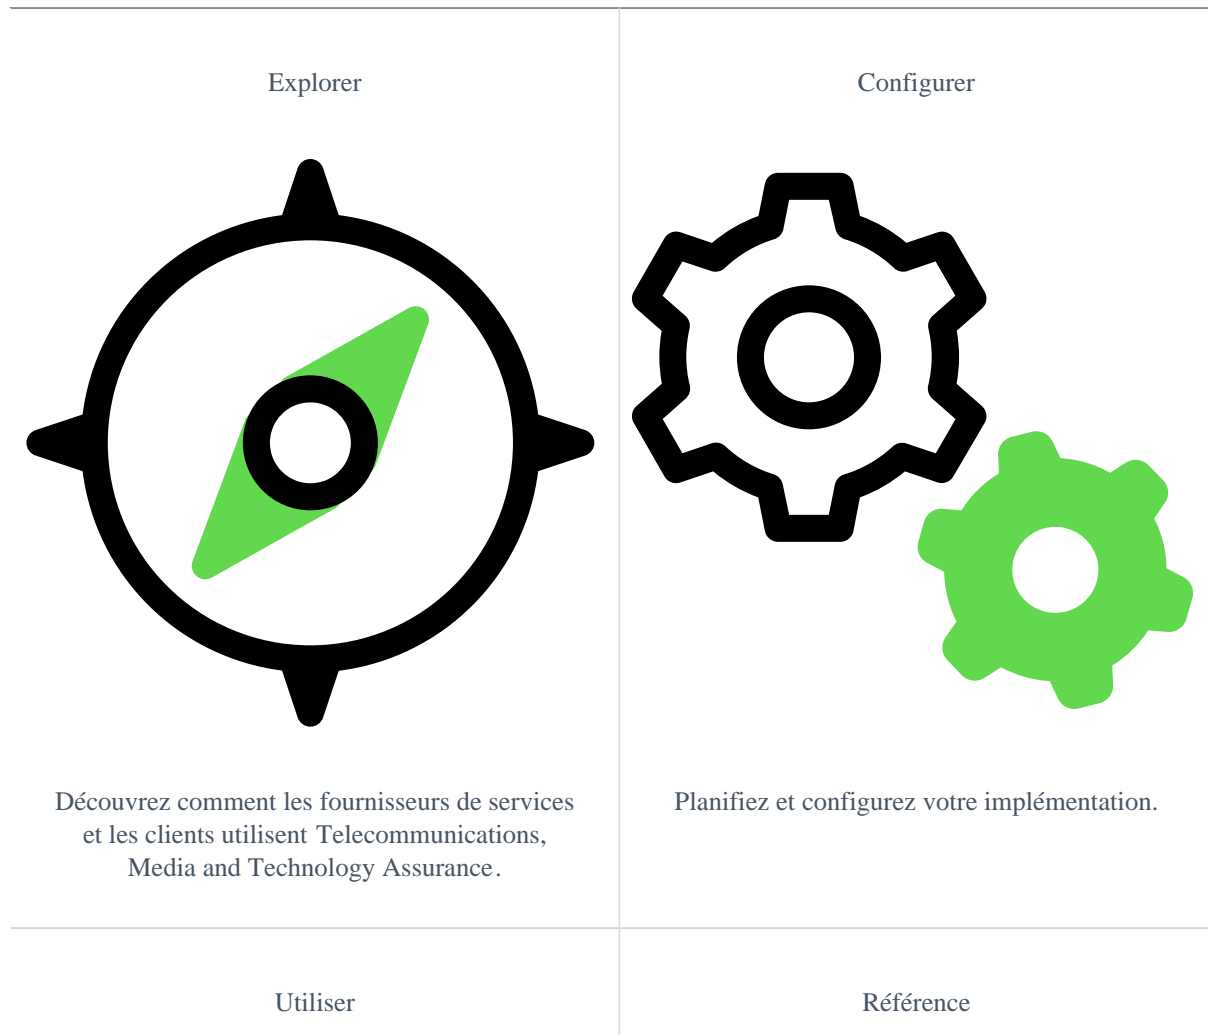 Explorer
Configurer
Découvrez comment les fournisseurs de services
et les clients utilisent Telecommunications,
Media and Technology Assurance.
Planifiez et configurez votre implémentation.
Utiliser
Référence